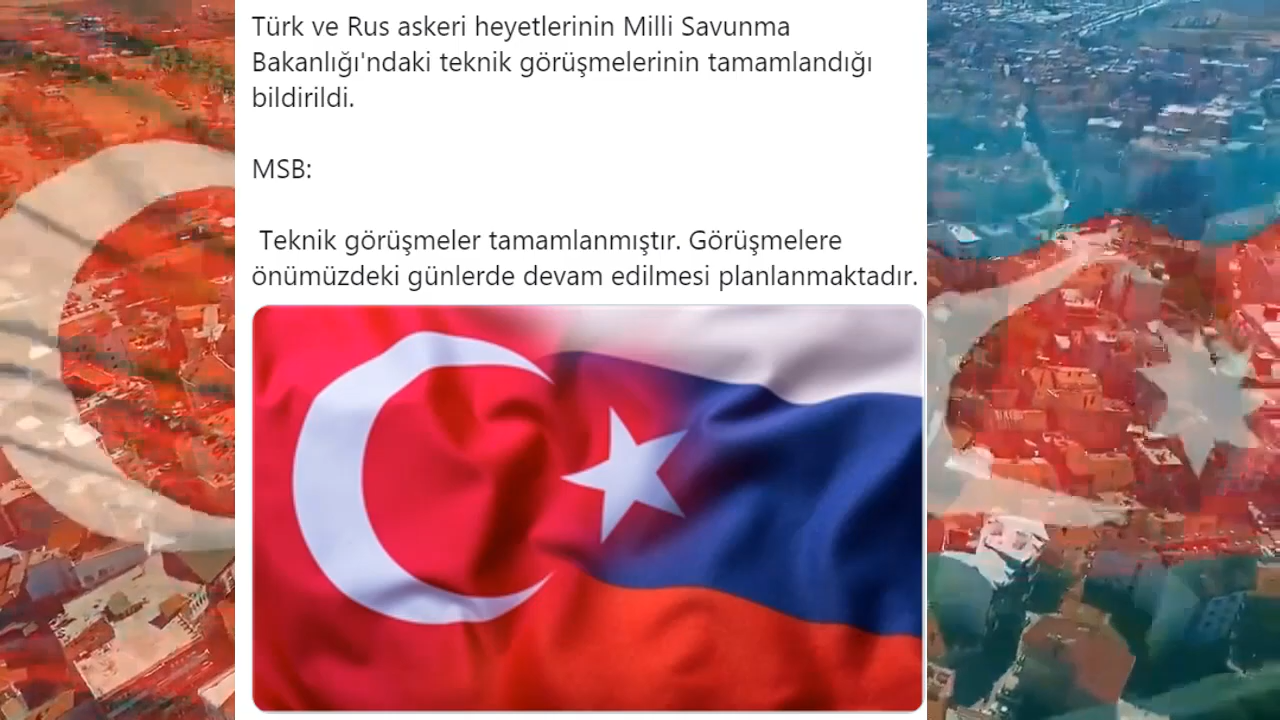 Türk ve Rus askeri heyetlerinin Milli Savunma
Bakanlığı'ndaki teknik görüşmelerinin tamamlandığı
bildirildi.
MSB:
Teknik görüşmeler tamamlanmıştır. Görüşmelere
önümüzdeki günlerde devam edilmesi planlanmaktadır.